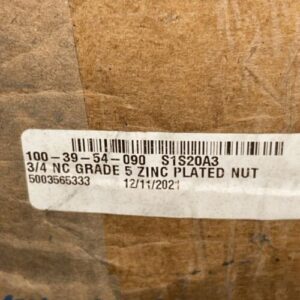 100-39-54-090 S1S20A3
3/4 NC GRADE 5 ZINC PLATED NUT
5003565333 12/11/2021